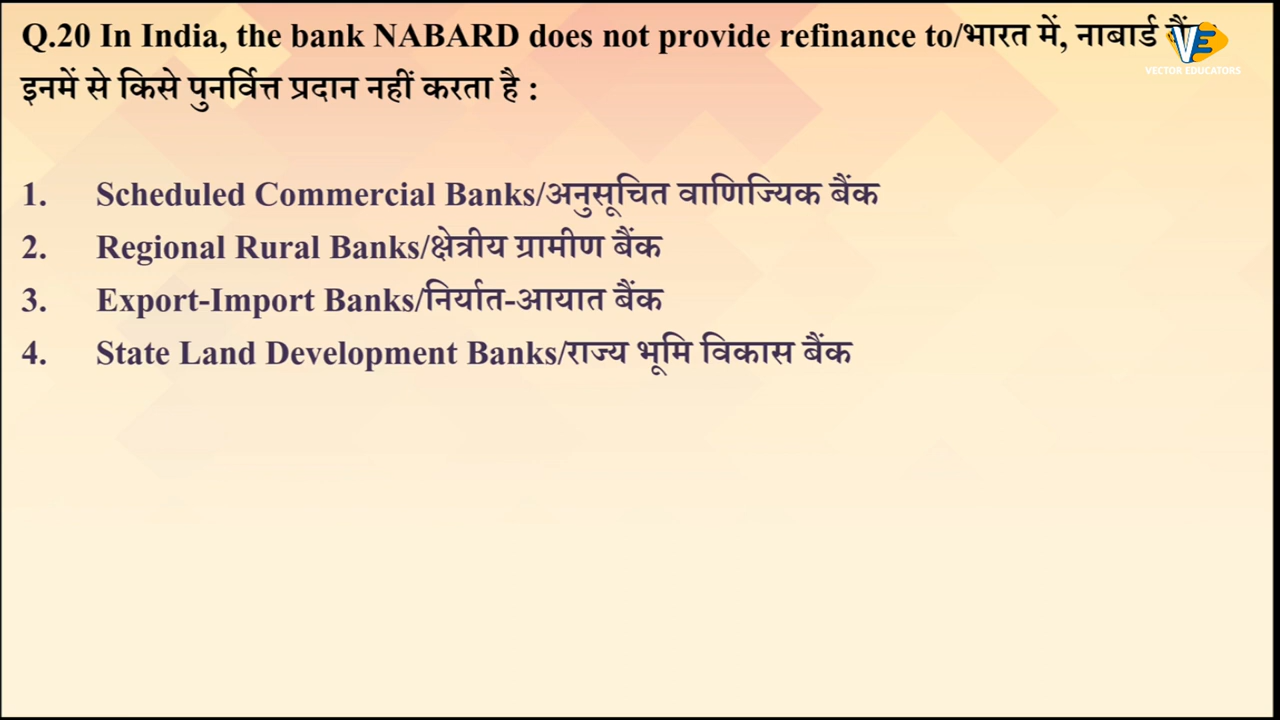 Q.20 In India, the bank NABARD does not provide refinance to/भारत में, नाबार्ड
इनमें से किसे पुनर्वित्त प्रदान नहीं करता है :
VE
VECTOR EDUCATORS
1. Scheduled Commercial Banks/अनुसूचित वाणिज्यिक बैंक
2. Regional Rural Banks/क्षेत्रीय ग्रामीण बैंक
3. Export-Import Banks/निर्यात-आयात बैंक
4. State Land Development Banks/राज्य भूमि विकास बैंक